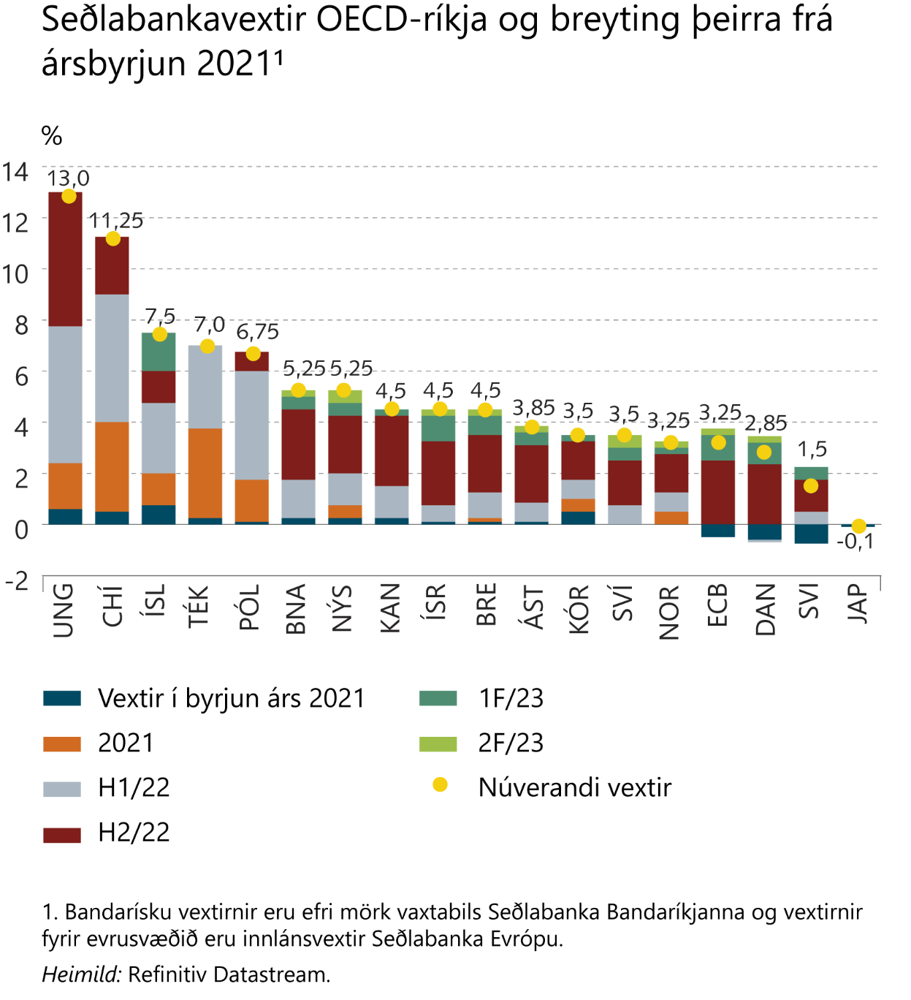 Seðlabankavextir OECD-ríkja og breyting þeirra frá
ársbyrjun 2021¹
%
14
12
10
8
6
4
2
0
-2
13,0
11,25
7,5
7,0
6,75
5,25
5,25
4,5
4,5
4,5
3,85
3,5
3,5
3,25
3,25
2,85
1,5
-0,1
UNG
CHÍ
ÍSL
TÉK
PÓL
BNA
NÝS
KAN
ÍSR
BRE
ÁST
KÓR
SVÍ
NOR
ECB
DAN
SVI
JAP
Vextir í byrjun árs 2021
2021
H1/22
H2/22
1F/23
2F/23
Núverandi vextir
1. Bandarísku vextirnir eru efri mörk vaxtabils Seðlabanka Bandaríkjanna og vextirnir
fyrir evrusvæðið eru innlánsvextir Seðlabanka Evrópu.
Heimild: Refinitiv Datastream.